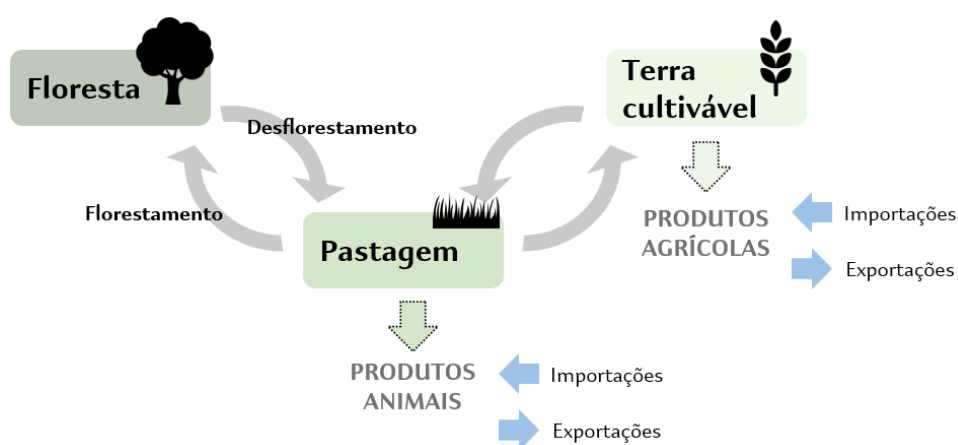 Floresta
Terra
cultivável
Desflorestamento
Florestamento
Pastagem
PRODUTOS
AGRÍCOLAS
Importações
Exportações
PRODUTOS
ANIMAIS
Importações
Exportações